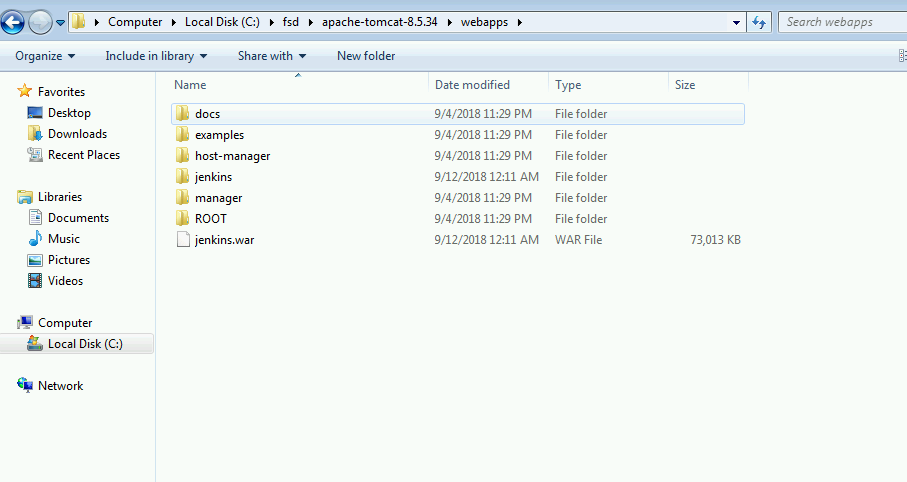 Computer Local Disk (C:) fsd apache-tomcat-8.5.34 webapps Search webapps
Organize Include in library Share with New folder
Favorites
Desktop
Downloads
Recent Places
Libraries
Documents
Music
Pictures
Videos
Computer
Local Disk (C:)
Network
Name Date modified Type Size
docs 9/4/2018 11:29 PM File folder
examples 9/4/2018 11:29 PM File folder
host-manager 9/4/2018 11:29 PM File folder
jenkins 9/12/2018 12:11 AM File folder
manager 9/4/2018 11:29 PM File folder
ROOT 9/4/2018 11:29 PM File folder
jenkins.war 9/12/2018 12:11 AM WAR File 73,013 KB